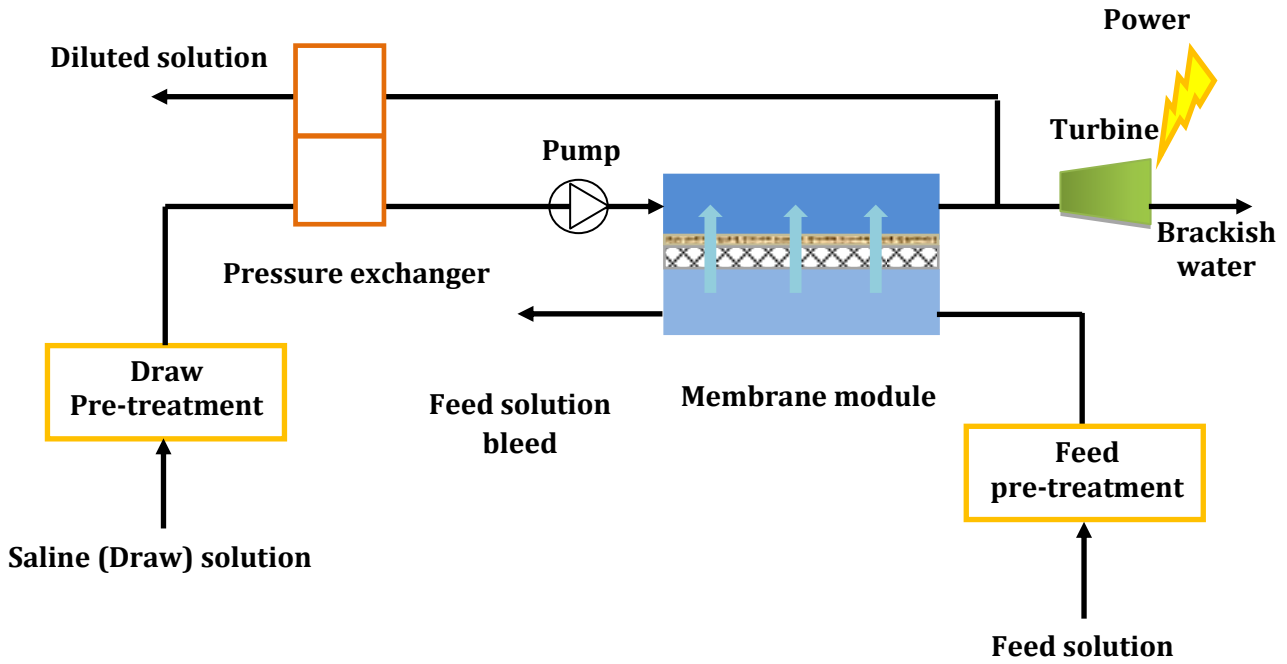 Power
Diluted solution
Turbine
Pump
Brackish
water
Pressure exchanger
Draw
Pre-treatment
Membrane module
Feed solution
bleed
Feed
pre-treatment
Saline (Draw) solution
Feed solution